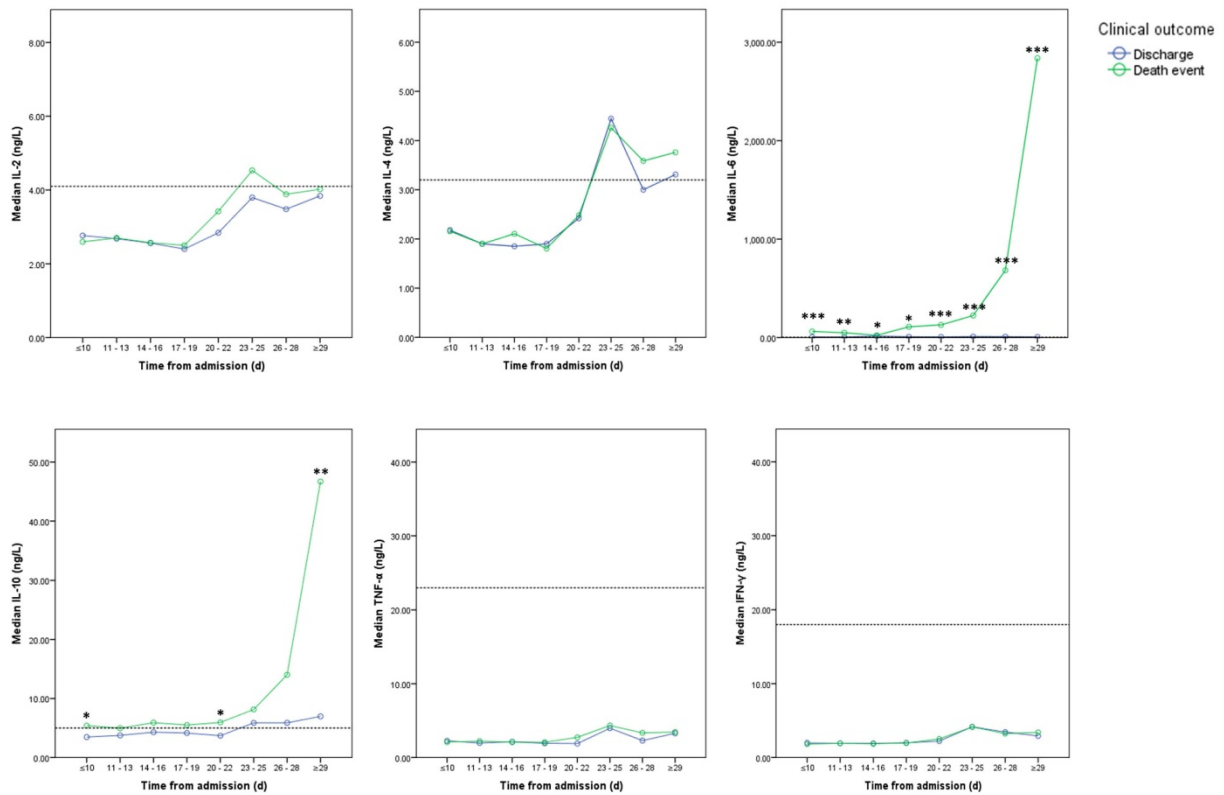 Clinical outcome
Discharge
Death event
Median IL-2 (ng/L)
8.00
6.00
4.00
2.00
0.00
≤10 11 - 13 14 - 16 17 - 19 20 - 22 23 - 25 26 - 28 ≥29
Time from admission (d)
Median IL-4 (ng/L)
6.00
5.00
4.00
3.00
2.00
1.00
0.00
≤10 11 - 13 14 - 16 17 - 19 20 - 22 23 - 25 26 - 28 ≥29
Time from admission (d)
Median IL-6 (ng/L)
3,000.00
2,000.00
1,000.00
0.00
*** ** * * *** *** *** ***
≤10 11 - 13 14 - 16 17 - 19 20 - 22 23 - 25 26 - 28 ≥29
Time from admission (d)
Median IL-10 (ng/L)
50.00
40.00
30.00
20.00
10.00
0.00
* * **
≤10 11 - 13 14 - 16 17 - 19 20 - 22 23 - 25 26 - 28 ≥29
Time from admission (d)
Median TNF-α (ng/L)
40.00
30.00
20.00
10.00
0.00
≤10 11 - 13 14 - 16 17 - 19 20 - 22 23 - 25 26 - 28 ≥29
Time from admission (d)
Median IFN-γ (ng/L)
40.00
30.00
20.00
10.00
0.00
≤10 11 - 13 14 - 16 17 - 19 20 - 22 23 - 25 26 - 28 ≥29
Time from admission (d)